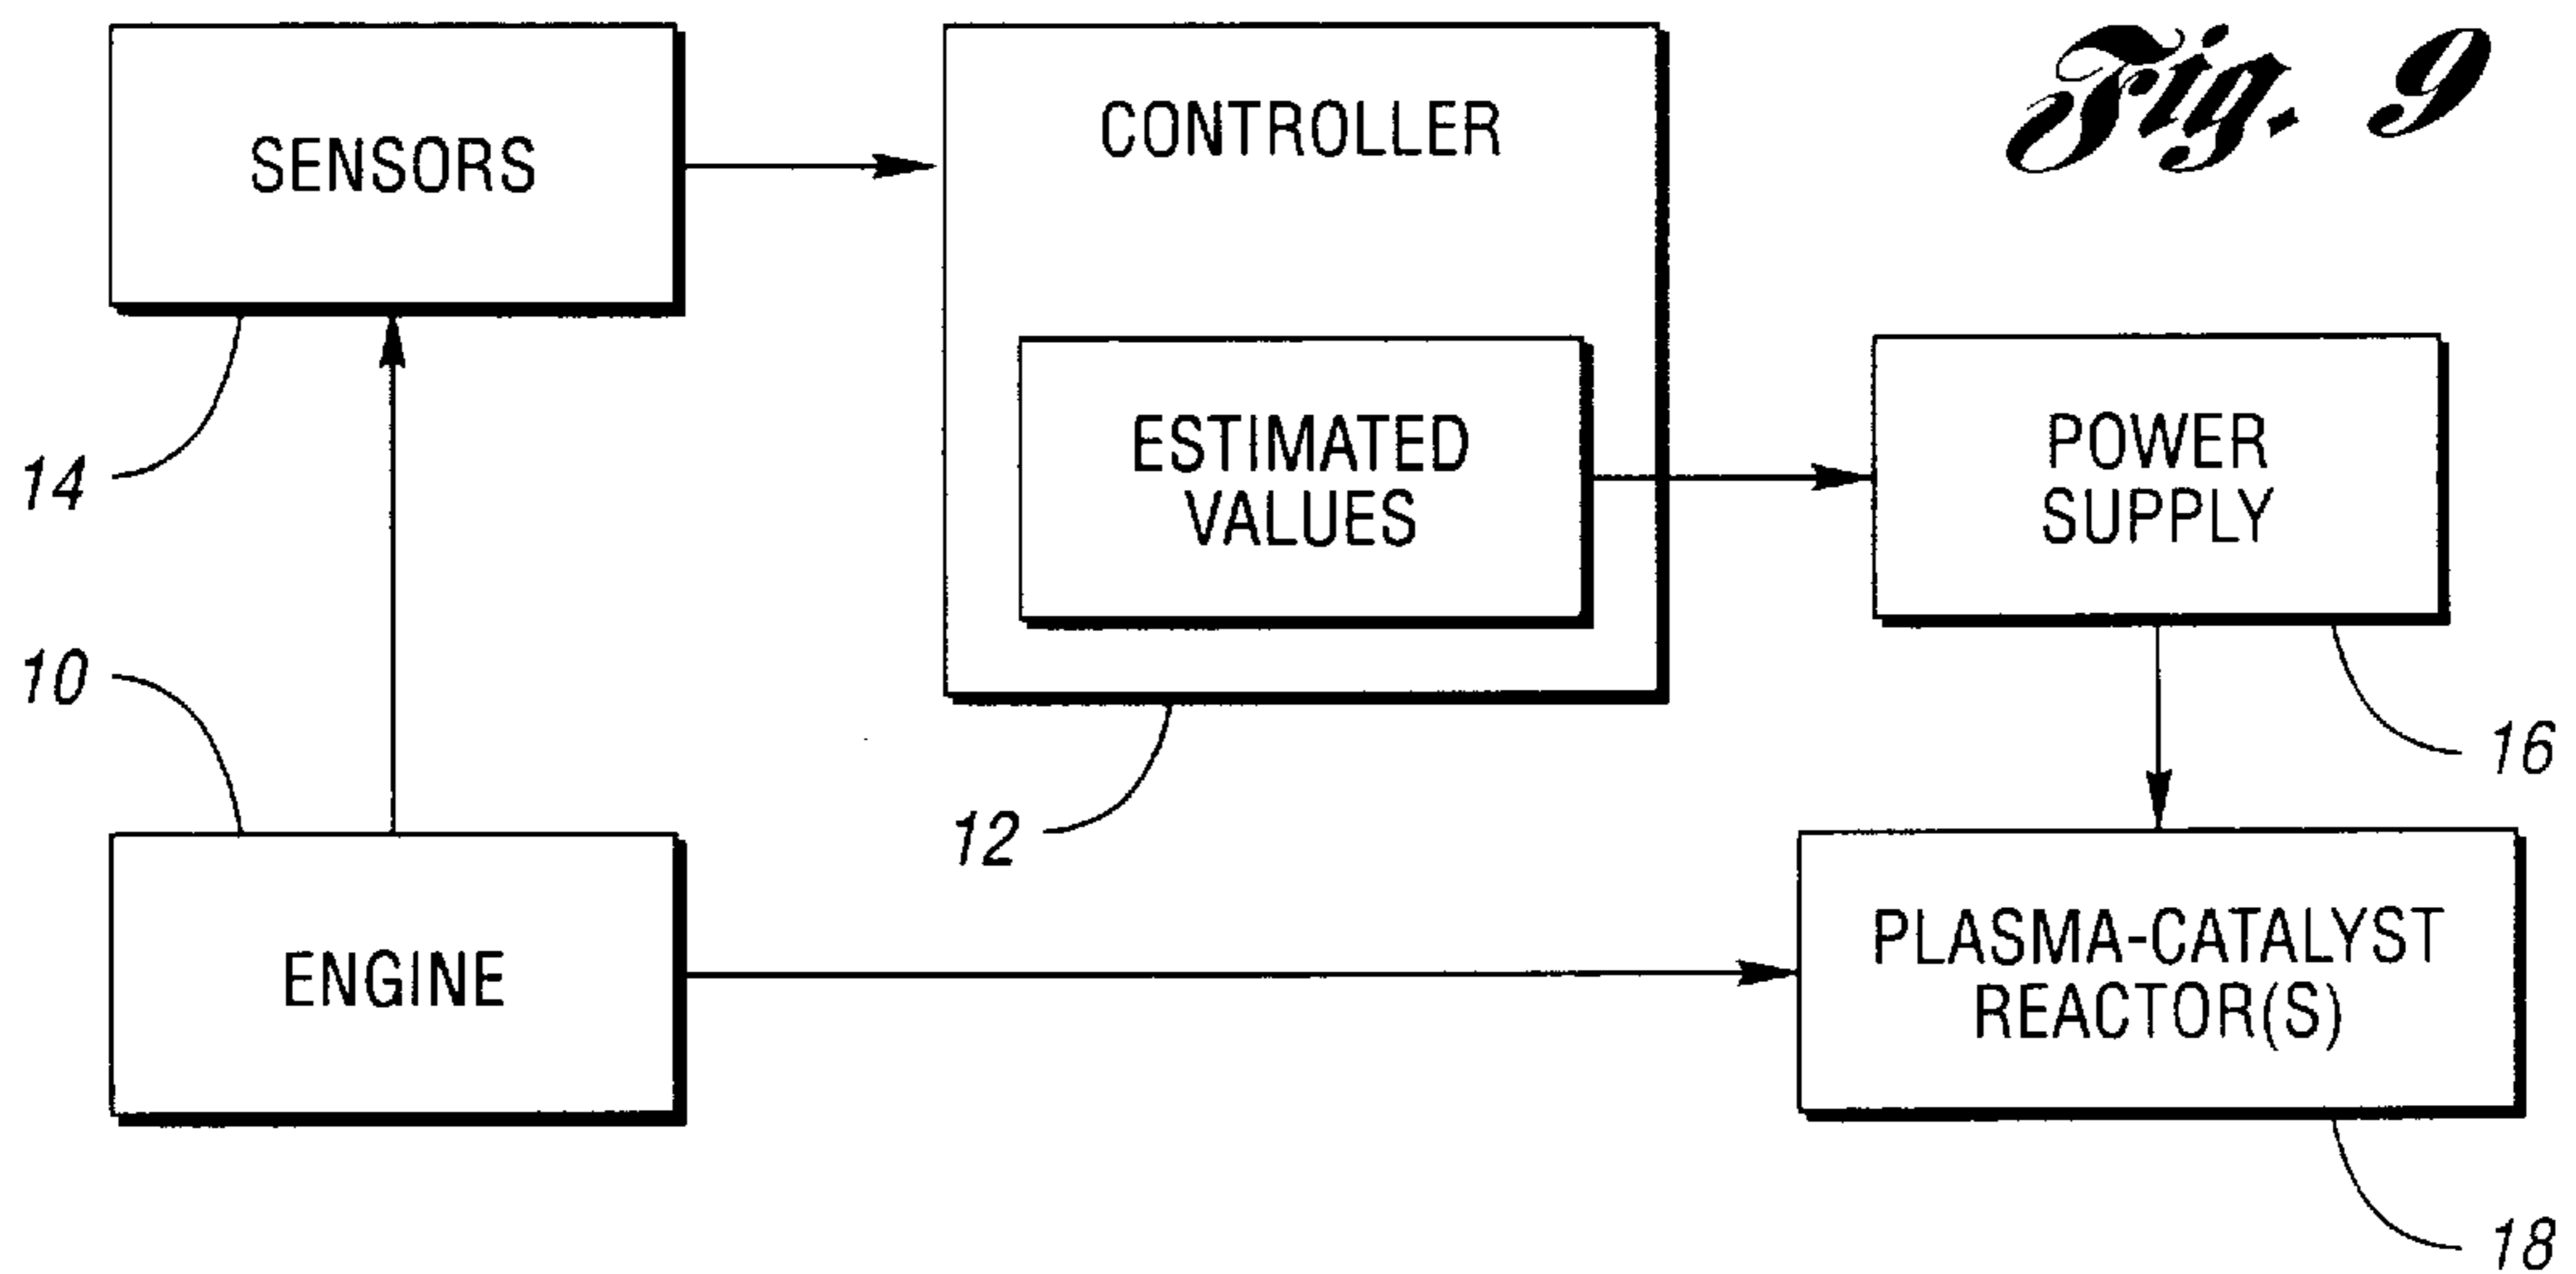 Fig. 9
SENSORS
CONTROLLER
ESTIMATED
VALUES
POWER
SUPPLY
14
10
16
12
ENGINE
PLASMA-CATALYST
REACTOR(S)
18